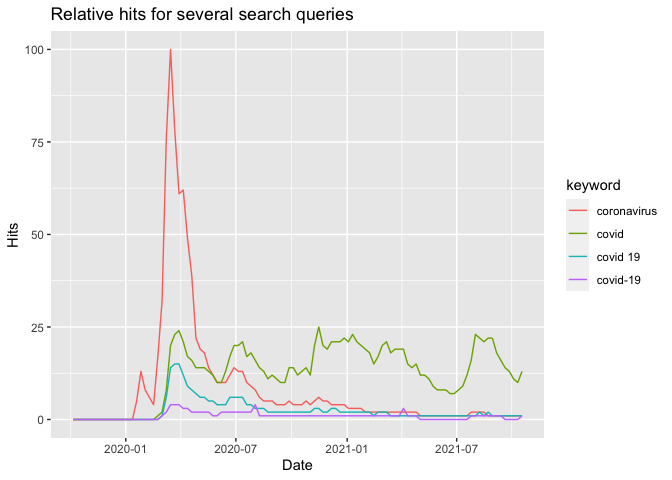 Relative hits for several search queries
100
75
50
25
0
Hits
2020-01
2020-07
2021-01
2021-07
Date
keyword
coronavirus
covid
covid 19
covid-19